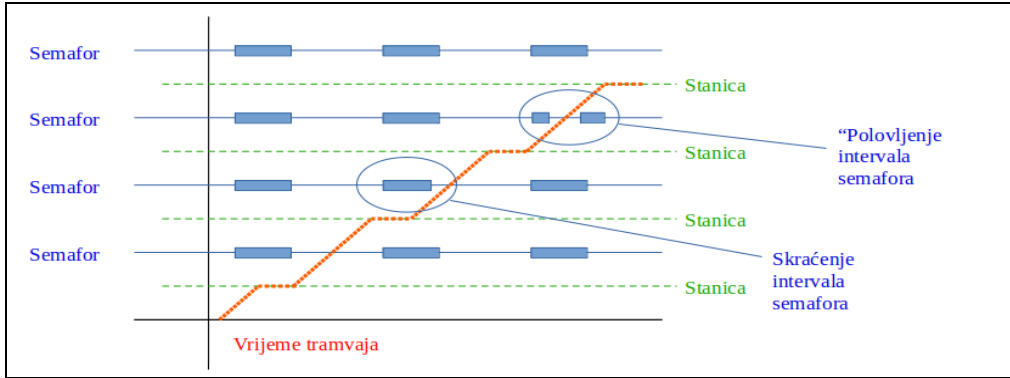 Semafor
Stanica
Semafor
“Polovljenje
intervala
semafora
Stanica
Semafor
Stanica
Semafor
Skraćenje
intervala
semafora
Stanica
Vrijeme tramvaja